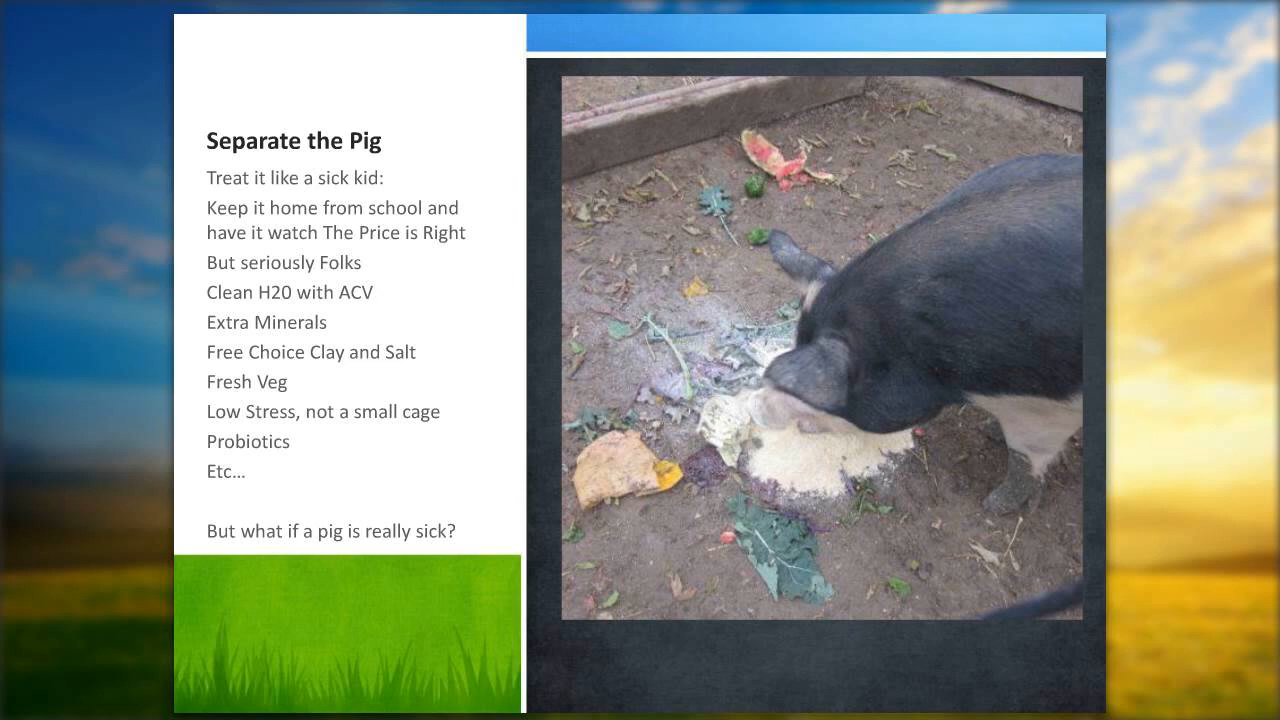 Separate the Pig
Treat it like a sick kid:
Keep it home from school and
have it watch The Price is Right
But seriously Folks
Clean H20 with ACV
Extra Minerals
Free Choice Clay and Salt
Fresh Veg
Low Stress, not a small cage
Probiotics
Etc…
But what if a pig is really sick?